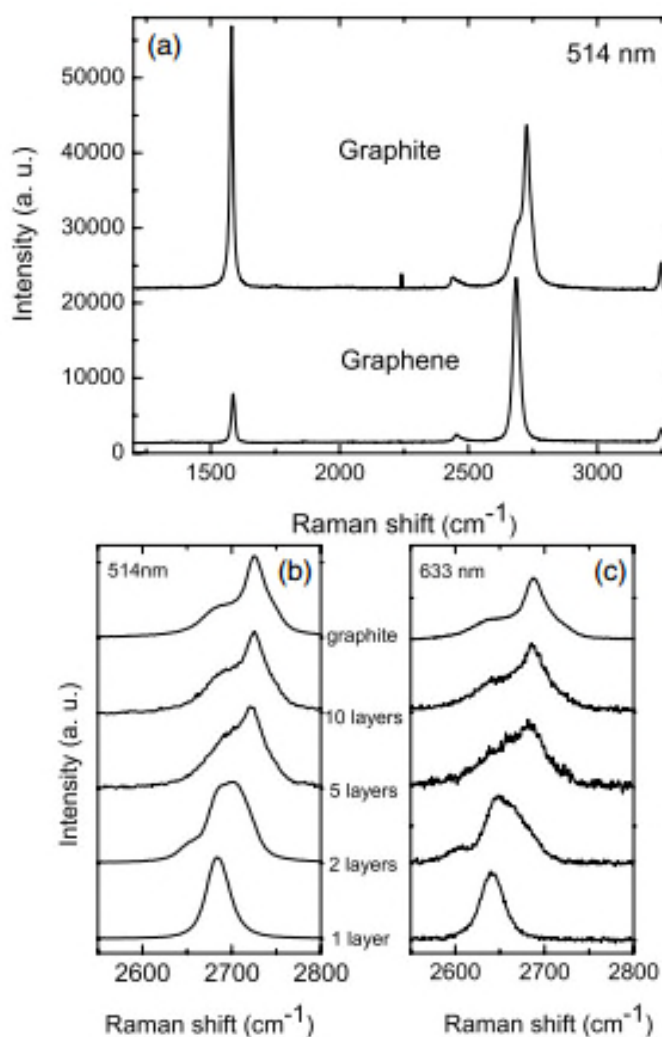 (a)
514 nm
50000
40000
30000
20000
10000
0
Graphite
Graphene
Intensity (a. u.)
1500 2000 2500 3000
Raman shift (cm-1)
514nm
(b)
633 nm
(c)
graphite
10 layers
5 layers
2 layers
1 layer
Intensity (a. u.)
2600 2700 2800
2600 2700 2800
Raman shift (cm-1)
Raman shift (cm-1)